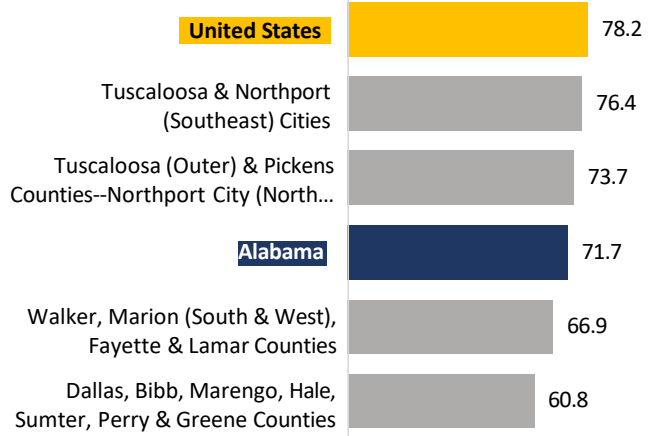 United States
78.2
Tuscaloosa & Northport
(Southeast) Cities
76.4
Tuscaloosa (Outer) & Pickens
Counties--Northport City (North…
73.7
Alabama
71.7
Walker, Marion (South & West),
Fayette & Lamar Counties
66.9
Dallas, Bibb, Marengo, Hale,
Sumter, Perry & Greene Counties
60.8